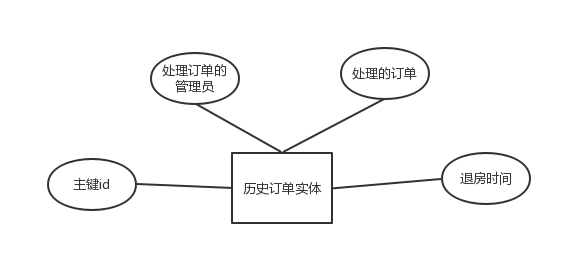 处理订单的
管理员
处理的订单
主键id
历史订单实体
退房时间